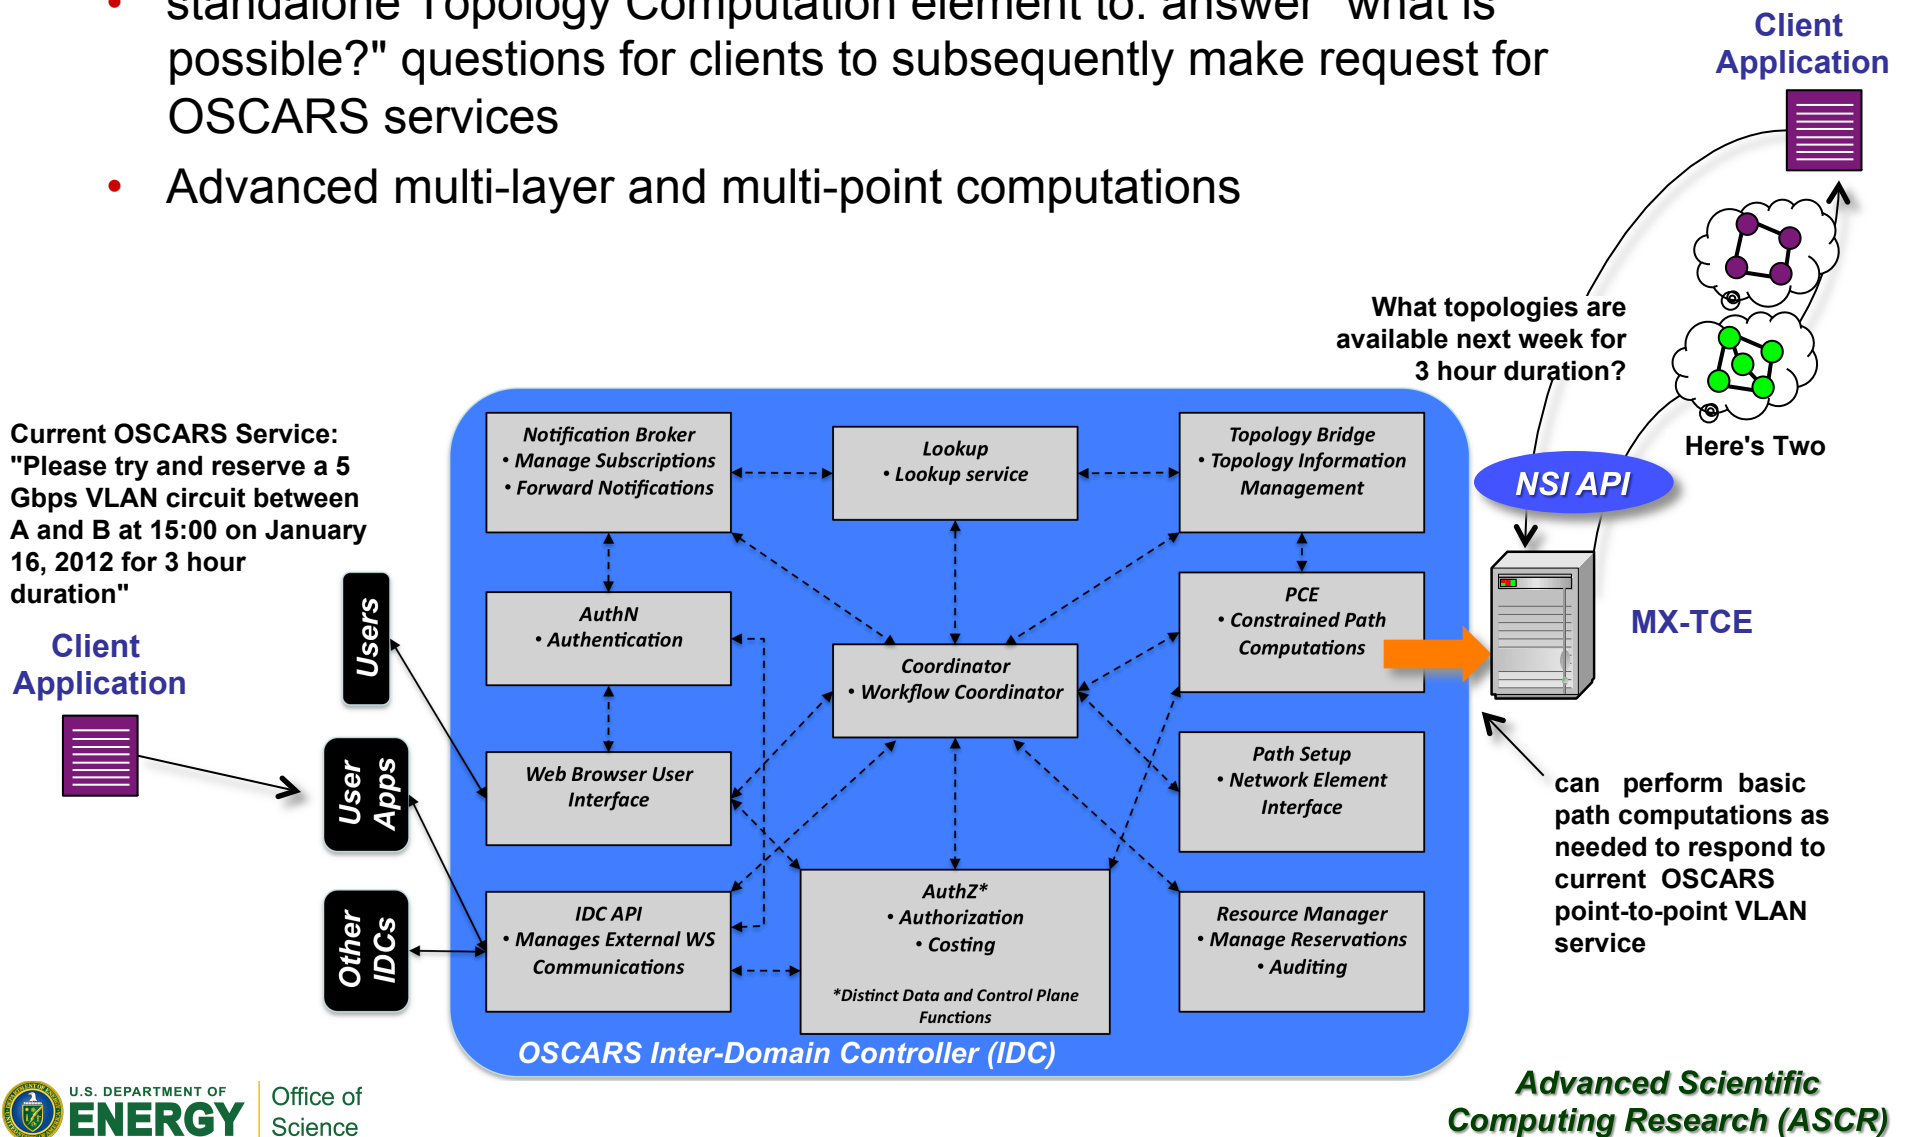 • standalone Topology Computation element to: answer "what is
possible?" questions for clients to subsequently make request for
OSCARS services
• Advanced multi-layer and multi-point computations
Client
Application
What topologies are
available next week for
3 hour duration?
Here's Two
NSI API
MX-TCE
can perform basic
path computations as
needed to respond to
current OSCARS
point-to-point VLAN
service
Current OSCARS Service:
"Please try and reserve a 5
Gbps VLAN circuit between
A and B at 15:00 on January
16, 2012 for 3 hour
duration"
Client
Application
Users
User
Apps
Other
IDCs
Notification Broker
• Manage Subscriptions
• Forward Notifications
Lookup
• Lookup service
Topology Bridge
• Topology Information
Management
AuthN
• Authentication
Coordinator
• Workflow Coordinator
PCE
• Constrained Path
Computations
Web Browser User
Interface
Path Setup
• Network Element
Interface
IDC API
• Manages External WS
Communications
AuthZ*
• Authorization
• Costing
*Distinct Data and Control Plane
Functions
Resource Manager
• Manage Reservations
• Auditing
OSCARS Inter-Domain Controller (IDC)
U.S. DEPARTMENT OF
ENERGY
Office of
Science
Advanced Scientific
Computing Research (ASCR)